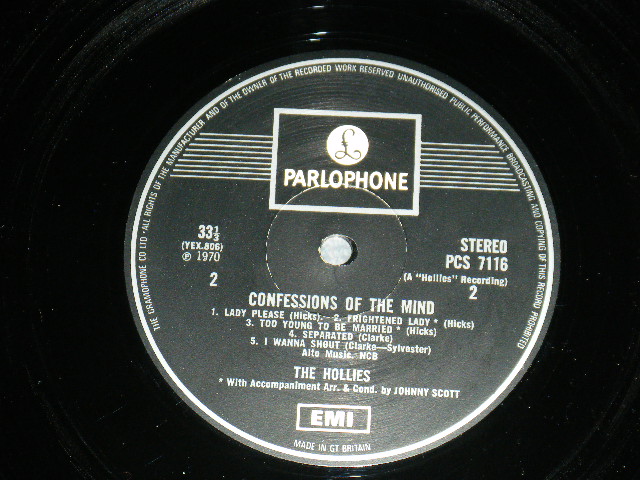 THE GRAMOPHONE CO LTD · ALL RIGHTS OF THE MANUFACTURER AND OF THE OWNER OF THE RECORDED WORK RESERVED UNAUTHORISED PUBLIC PERFORMANCE BROADCASTING AND COPYING OF THIS RECORD PROHIBITED
£
PARLOPHONE
33⅓
(YEX.806)
℗ 1970
2
STEREO
PCS 7116
(A "Hollies" Recording)
2
CONFESSIONS OF THE MIND
1. LADY PLEASE (Hicks). — 2. FRIGHTENED LADY * (Hicks)
3. TOO YOUNG TO BE MARRIED * (Hicks)
4. SEPARATED (Clarke)
5. I WANNA SHOUT (Clarke—Sylvester)
Alto Music. NCB
THE HOLLIES
* With Accompaniment Arr. & Cond. by JOHNNY SCOTT
EMI
MADE IN GT BRITAIN